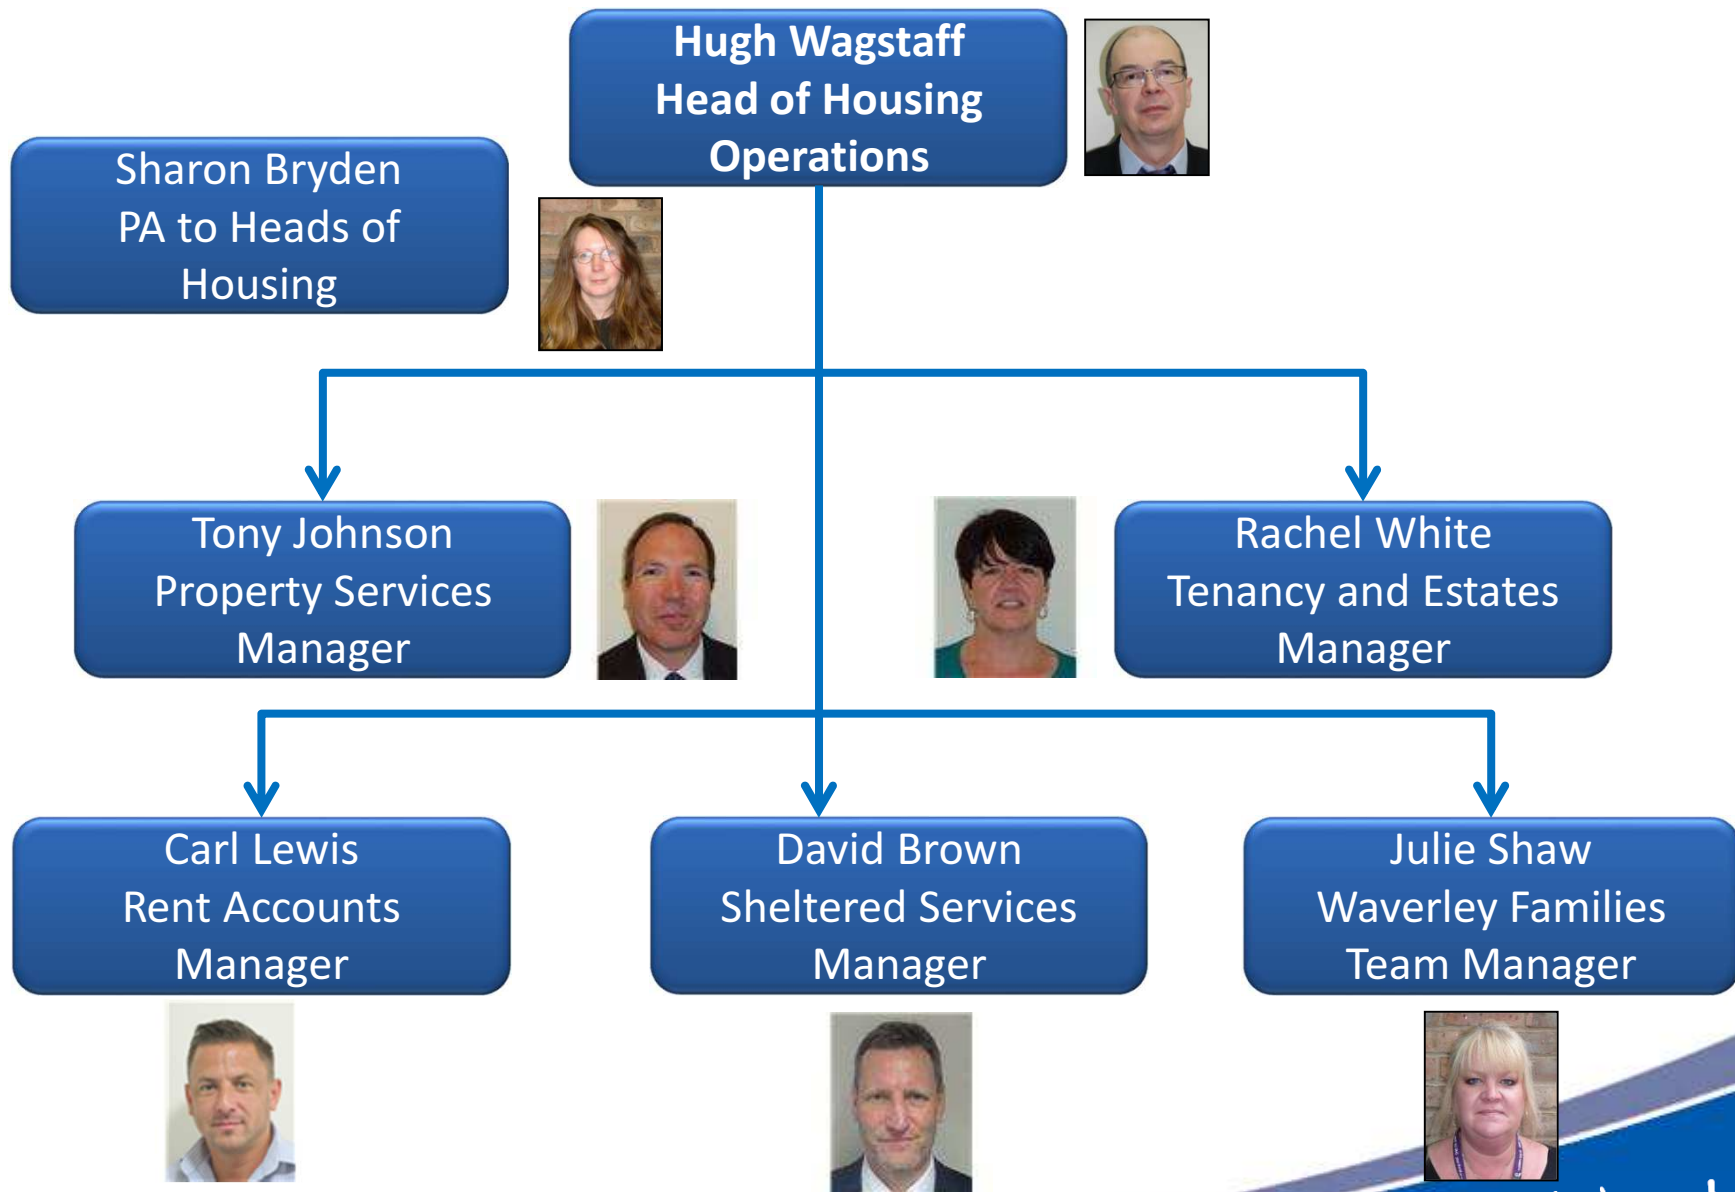 Hugh Wagstaff
Head of Housing
Operations
Sharon Bryden
PA to Heads of
Housing
Tony Johnson
Property Services
Manager
Rachel White
Tenancy and Estates
Manager
Carl Lewis
Rent Accounts
Manager
David Brown
Sheltered Services
Manager
Julie Shaw
Waverley Families
Team Manager